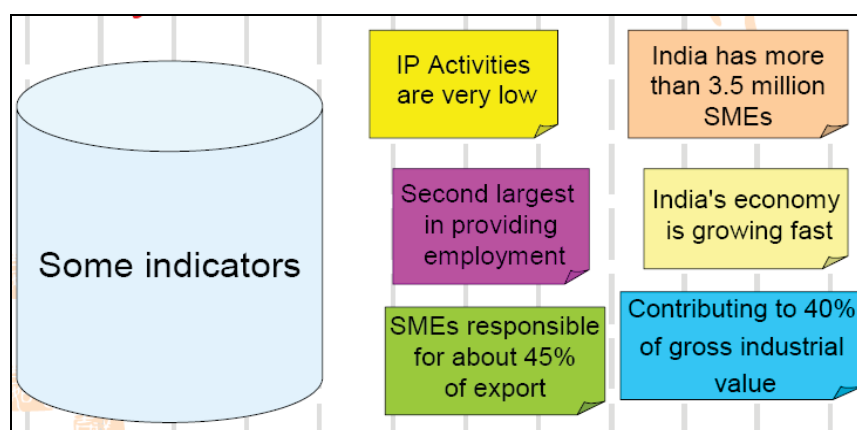 Some indicators
IP Activities
are very low
India has more
than 3.5 million
SMEs
Second largest
in providing
employment
India's economy
is growing fast
SMEs responsible
for about 45%
of export
Contributing to 40%
of gross industrial
value